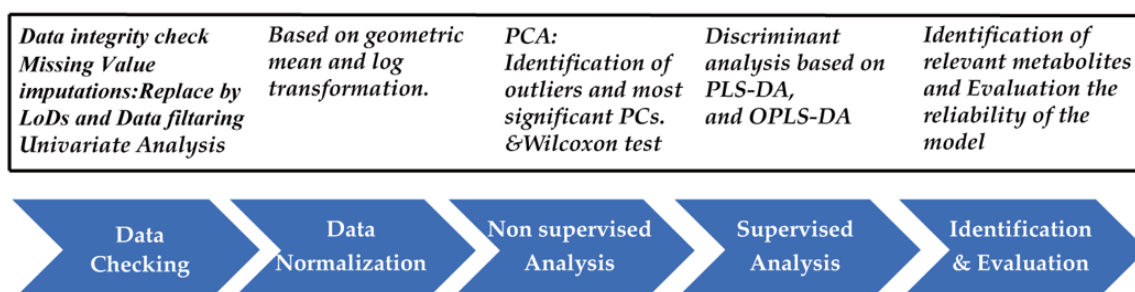 Data integrity check
Missing Value
imputations:Replace by
LoDs and Data filtaring
Univariate Analysis
Based on geometric
mean and log
transformation.
PCA:
Identification of
outliers and most
significant PCs.
&Wilcoxon test
Discriminant
analysis based on
PLS-DA,
and OPLS-DA
Identification of
relevant metabolites
and Evaluation the
reliability of the
model
Data
Checking
Data
Normalization
Non supervised
Analysis
Supervised
Analysis
Identification
& Evaluation